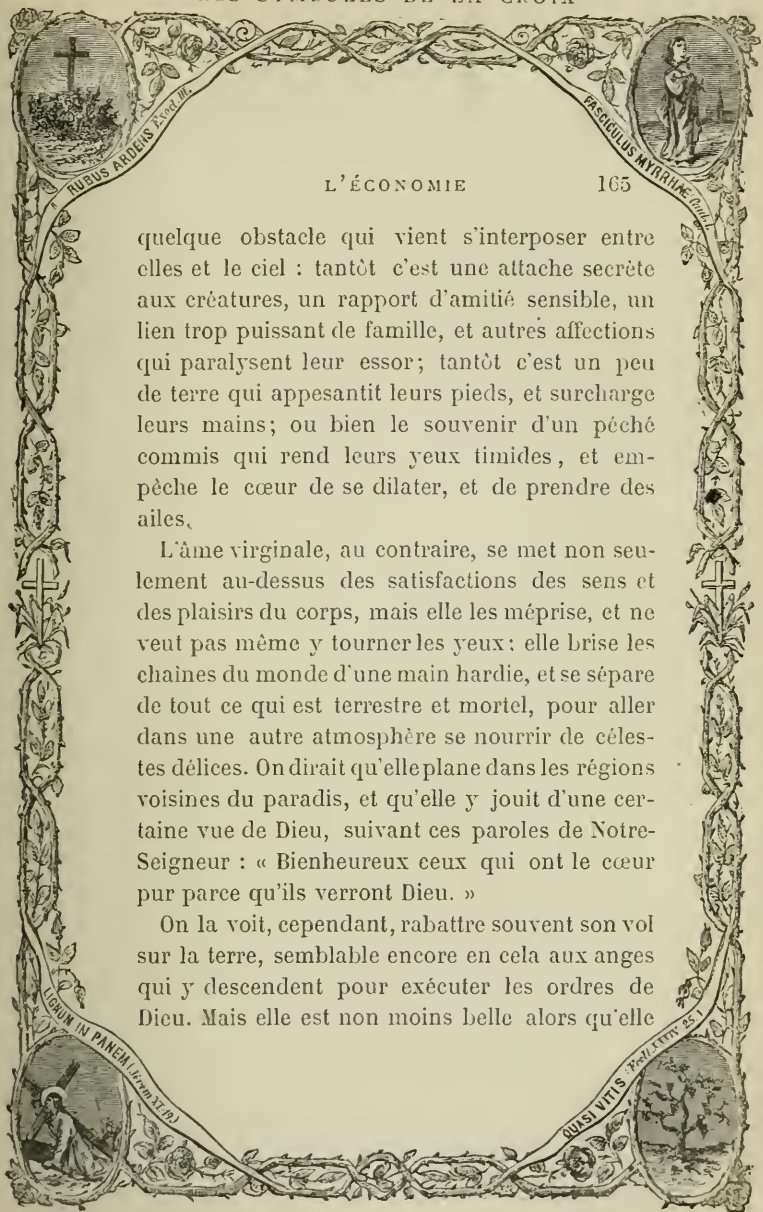 L'ÉCONOMIE 165
quelque obstacle qui vient s'interposer entre
elles et le ciel : tantôt c'est une attache secrète
aux créatures, un rapport d'amitié sensible, un
lien trop puissant de famille, et autres affections
qui paralysent leur essor; tantôt c'est un peu
de terre qui appesantit leurs pieds, et surcharge
leurs mains; ou bien le souvenir d'un péché
commis qui rend leurs yeux timides, et em-
pêche le cœur de se dilater, et de prendre des
ailes.
L'âme virginale, au contraire, se met non seu-
lement au-dessus des satisfactions des sens et
des plaisirs du corps, mais elle les méprise, et ne
veut pas même y tourner les yeux; elle brise les
chaînes du monde d'une main hardie, et se sépare
de tout ce qui est terrestre et mortel, pour aller
dans une autre atmosphère se nourrir de céles-
tes délices. On dirait qu'elle plane dans les régions
voisines du paradis, et qu'elle y jouit d'une cer-
taine vue de Dieu, suivant ces paroles de Notre-
Seigneur : « Bienheureux ceux qui ont le cœur
pur parce qu'ils verront Dieu. »
On la voit, cependant, rabattre souvent son vol
sur la terre, semblable encore en cela aux anges
qui y descendent pour exécuter les ordres de
Dieu. Mais elle est non moins belle alors qu'elle
RUBUS ARDENS Exod. III.
FASCICULUS MYRRHAE
LIGNUM IN PANEM (Jerem. XI. 19.)
QUASI VITIS